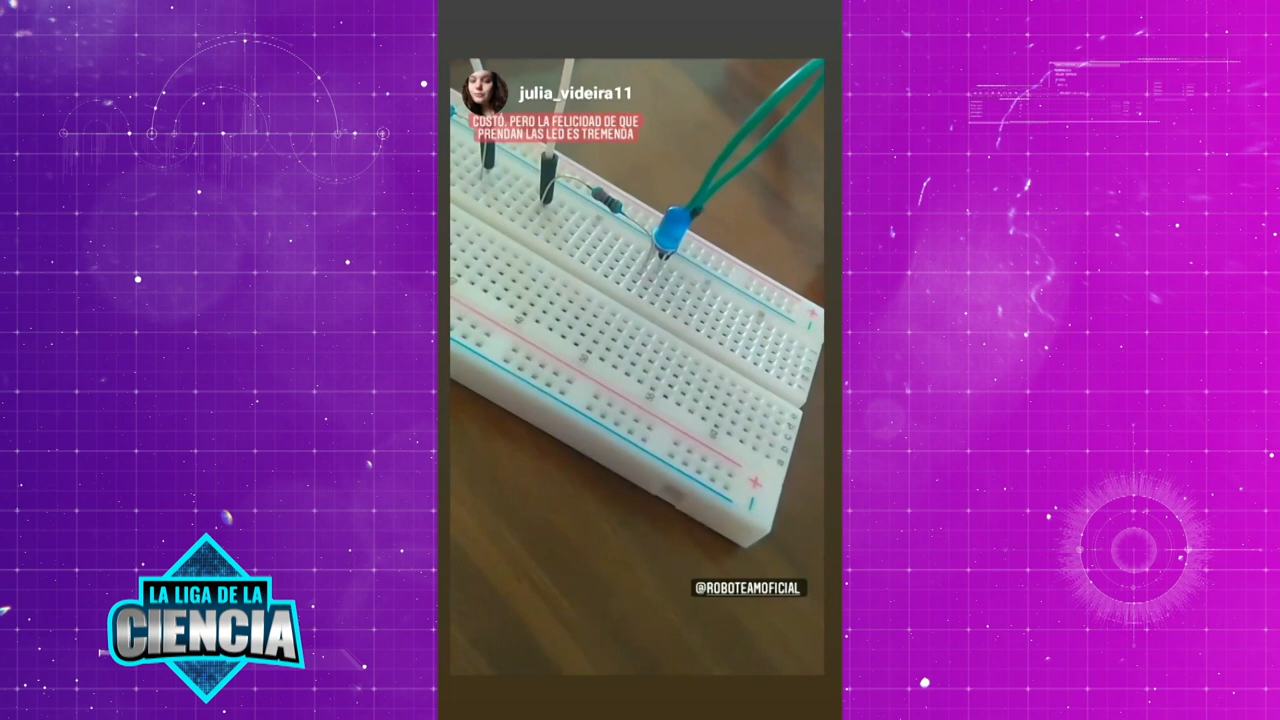 julia_videira11
COSTÓ, PERO LA FELICIDAD DE QUE
PRENDAN LAS LED ES TREMENDA
+
+
@ROBOTEAMOFICIAL
LA LIGA DE LA
CIENCIA